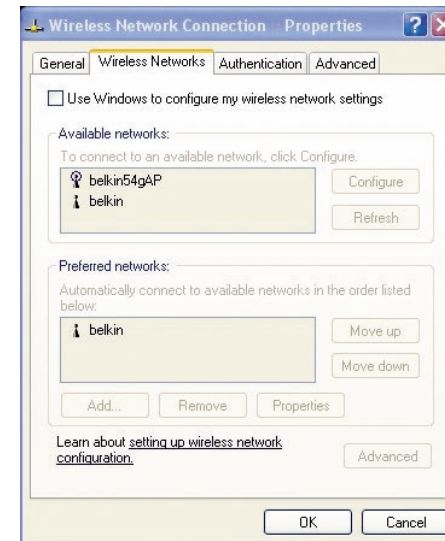 Wireless Network Connection Properties
General Wireless Networks Authentication Advanced
Use Windows to configure my wireless network settings
Available networks:
To connect to an available network, click Configure.
belkin54gAP
belkin
Configure
Refresh
Preferred networks:
Automatically connect to available networks in the order listed
below:
belkin
Move up
Move down
Add... Remove Properties
Learn about setting up wireless network
configuration.
Advanced
OK Cancel